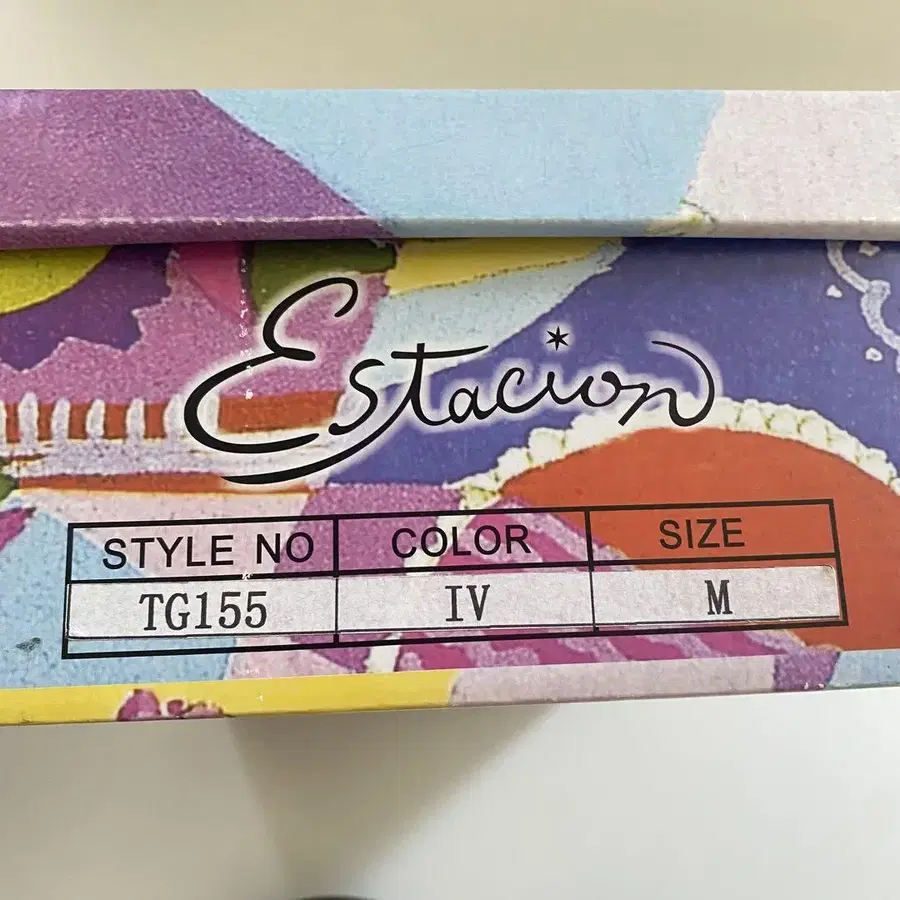 Estacion
STYLE NO COLOR SIZE
TG155 IV M